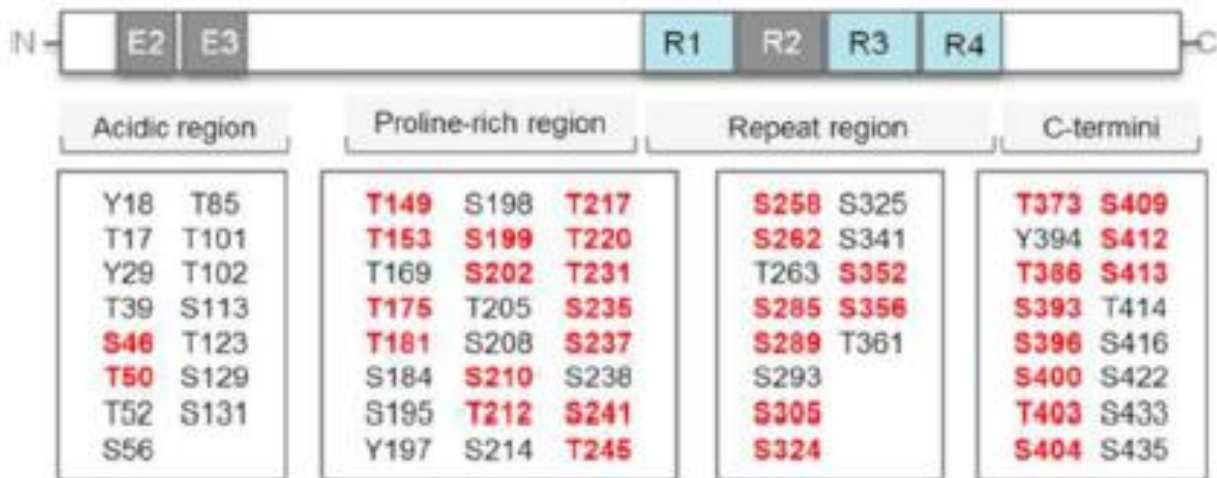 N E2 E3 R1 R2 R3 R4 C
Acidic region Proline-rich region Repeat region C-termini
Y18 T85
T17 T101
Y29 T102
T39 S113
S46 T123
T50 S129
T52 S131
S56
T149 S198 T217
T153 S199 T220
T169 S202 T231
T175 T205 S235
T181 S208 S237
S184 S210 S238
S195 T212 S241
Y197 S214 T245
S258 S325
S262 S341
T263 S352
S285 S356
S289 T361
S293
S305
S324
T373 S409
Y394 S412
T386 S413
S393 T414
S396 S416
S400 S422
T403 S433
S404 S435